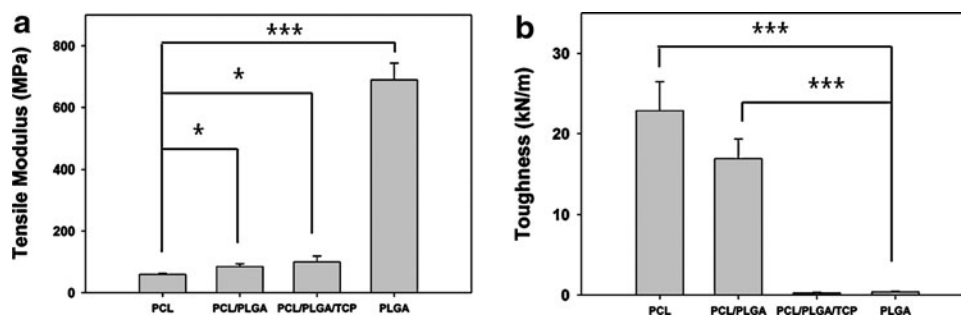 a
Tensile Modulus (MPa)
800
600
400
200
0
***
*
*
PCL
PCL/PLGA
PCL/PLGA/TCP
PLGA
b
Toughness (kN/m)
30
20
10
0
***
***
PCL
PCL/PLGA
PCL/PLGA/TCP
PLGA